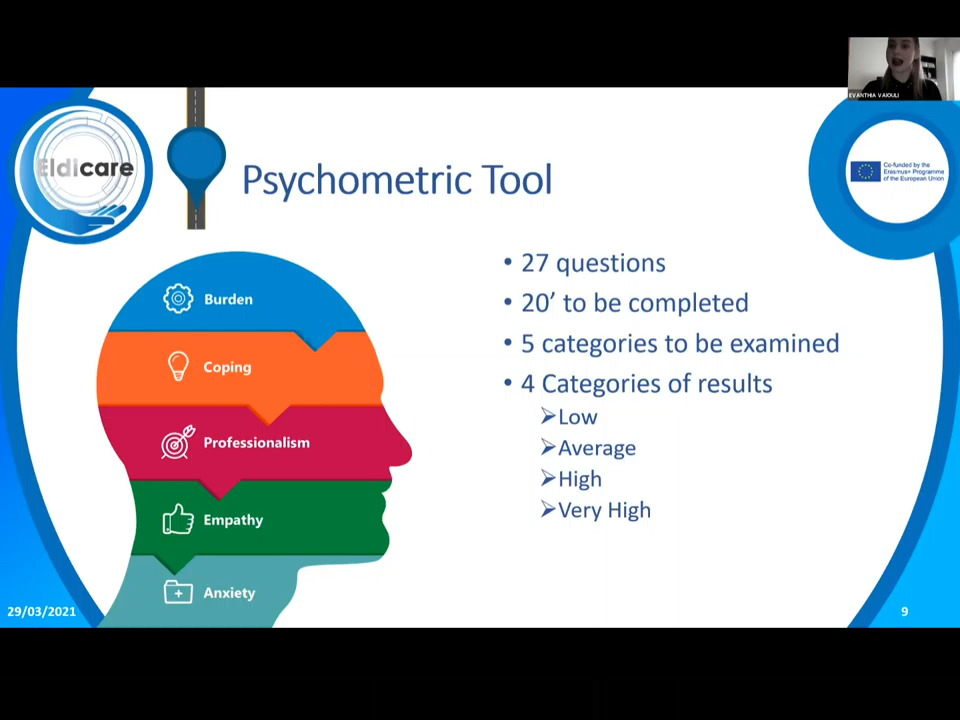 EVANTHIA VAIOULI
Eldicare
Psychometric Tool
Co-funded by the
Erasmus+ Programme
of the European Union
Burden
Coping
Professionalism
Empathy
Anxiety
• 27 questions
• 20’ to be completed
• 5 categories to be examined
• 4 Categories of results
➢Low
➢Average
➢High
➢Very High
29/03/2021
9